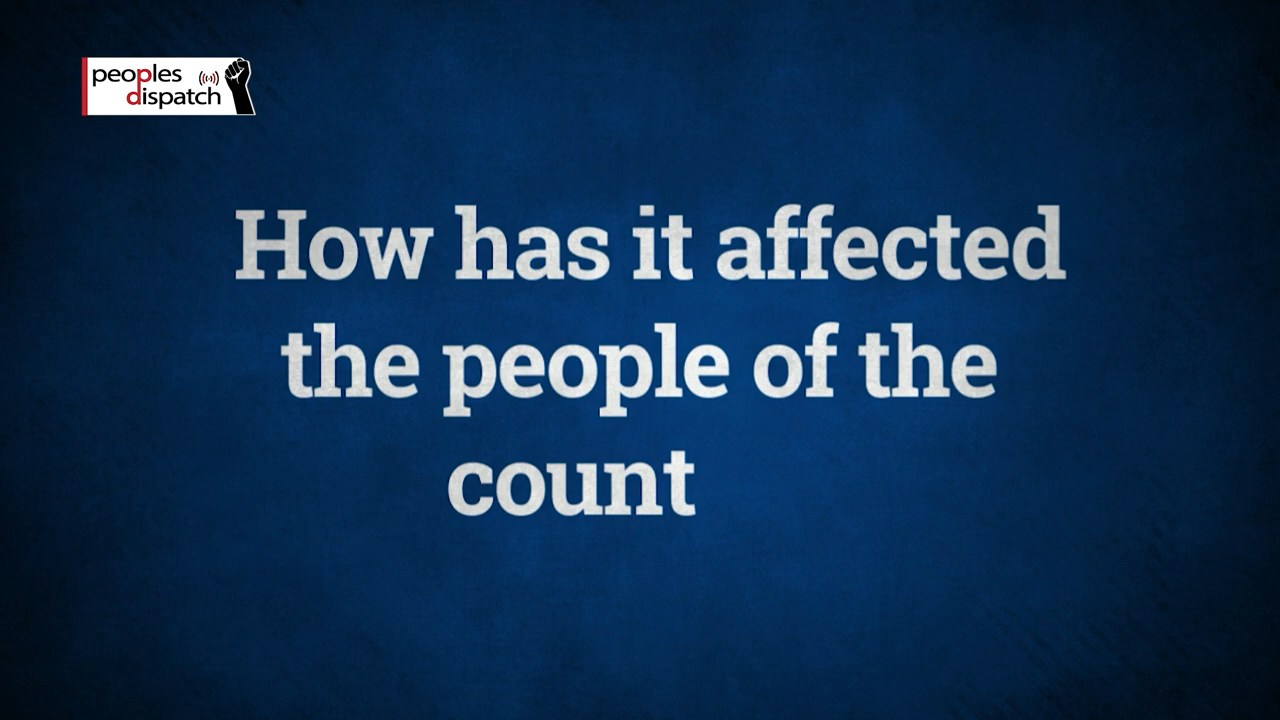 peoples
dispatch
How has it affected
the people of the
count